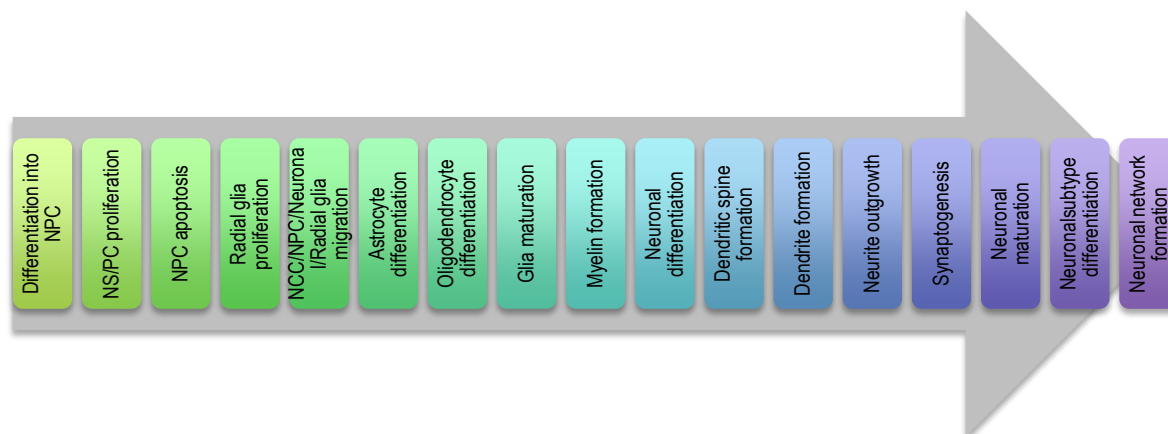 Differentiation into
NPC
NS/PC proliferation
NPC apoptosis
Radial glia
proliferation
NCC/NPC/Neurona
l/Radial glia
migration
Astrocyte
differentiation
Oligodendrocyte
differentiation
Glia maturation
Myelin formation
Neuronal
differentiation
Dendritic spine
formation
Dendrite formation
Neurite outgrowth
Synaptogenesis
Neuronal
maturation
Neuronalsubtype
differentiation
Neuronal network
formation